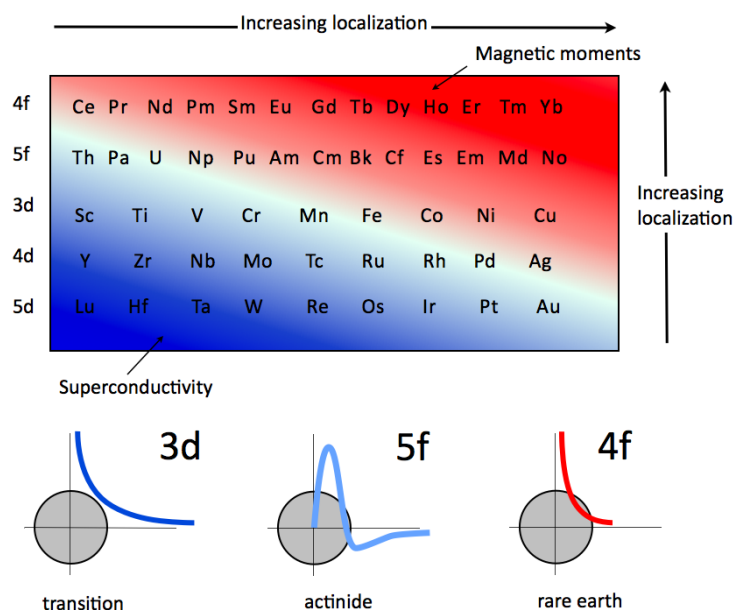 Increasing localization
Magnetic moments
4f Ce Pr Nd Pm Sm Eu Gd Tb Dy Ho Er Tm Yb
5f Th Pa U Np Pu Am Cm Bk Cf Es Em Md No
3d Sc Ti V Cr Mn Fe Co Ni Cu
4d Y Zr Nb Mo Tc Ru Rh Pd Ag
5d Lu Hf Ta W Re Os Ir Pt Au
Increasing
localization
Superconductivity
3d 5f 4f
transition actinide rare earth